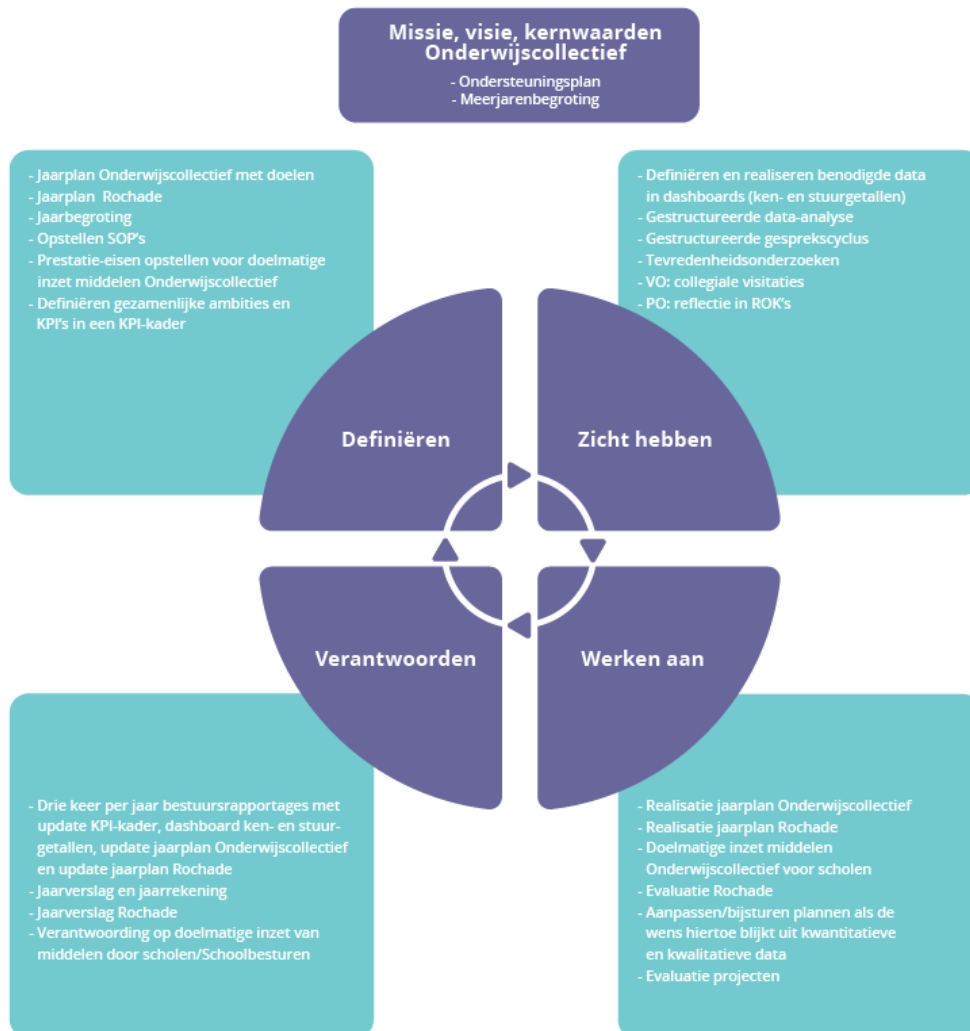 Missie, visie, kernwaarden
Onderwijscollectief
- Ondersteuningsplan
- Meerjarenbegroting
- Jaarplan Onderwijscollectief met doelen
- Jaarplan Rochade
- Jaarbegroting
- Opstellen SOP's
- Prestatie-eisen opstellen voor doelmatige
inzet middelen Onderwijscollectief
- Definiëren gezamenlijke ambities en
KPI's in een KPI-kader
- Definiëren en realiseren benodigde data
in dashboards (ken- en stuurgetallen)
- Gestructureerde data-analyse
- Gestructureerde gesprekscyclus
- Tevredenheidsonderzoeken
- VO: collegiale visitaties
- PO: reflectie in ROK's
Definiëren
Zicht hebben
Verantwoorden
Werken aan
- Drie keer per jaar bestuursrapportages met
update KPI-kader, dashboard ken- en stuur-
getallen, update jaarplan Onderwijscollectief
en update jaarplan Rochade
- Jaarverslag en jaarrekening
- Jaarverslag Rochade
- Verantwoording op doelmatige inzet van
middelen door scholen/Schoolbesturen
- Realisatie jaarplan Onderwijscollectief
- Realisatie jaarplan Rochade
- Doelmatige inzet middelen
Onderwijscollectief voor scholen
- Evaluatie Rochade
- Aanpassen/bijsturen plannen als de
wens hiertoe blijkt uit kwantitatieve
en kwalitatieve data
- Evaluatie projecten